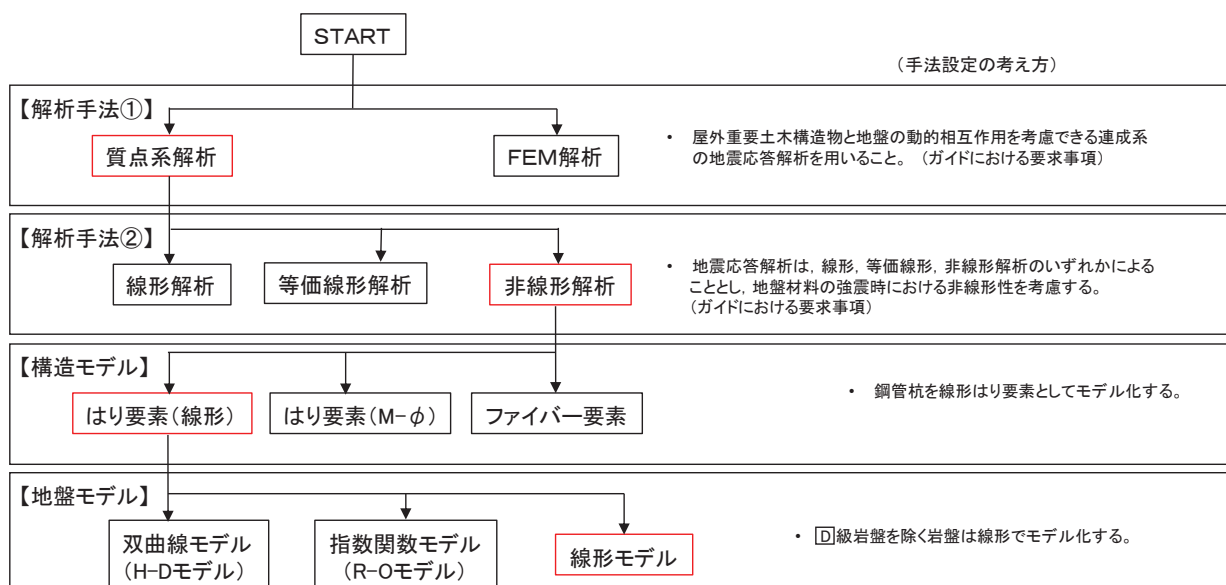 START
（手法設定の考え方）
【解析手法①】
質点系解析
FEM解析
・ 屋外重要土木構造物と地盤の動的相互作用を考慮できる連成系
の地震応答解析を用いること。（ガイドにおける要求事項）
【解析手法②】
線形解析
等価線形解析
非線形解析
・ 地震応答解析は，線形，等価線形，非線形解析のいずれかによる
こととし，地盤材料の強震時における非線形性を考慮する。
（ガイドにおける要求事項）
【構造モデル】
はり要素（線形）
はり要素（M-φ）
ファイバー要素
・ 鋼管杭を線形はり要素としてモデル化する。
【地盤モデル】
双曲線モデル
（H-Dモデル）
指数関数モデル
（R-Oモデル）
線形モデル
・ D級岩盤を除く岩盤は線形でモデル化する。